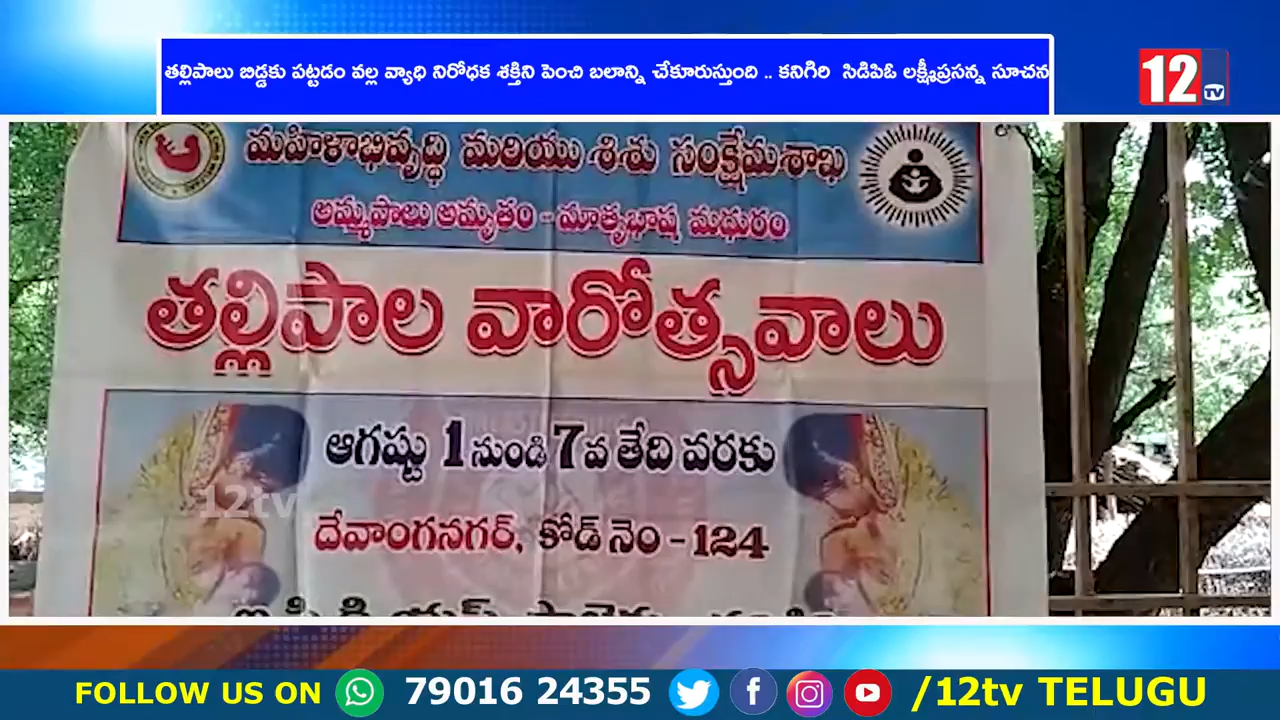 తల్లిపాలు బిడ్డకు పట్టడం వల్ల వ్యాధి నిరోధక శక్తిని పెంచి బలాన్ని చేకూరుస్తుంది .. కనిగిరి సిడిపిఓ లక్ష్మీప్రసన్న సూచన
12 TV
మహిళాభివృద్ధి మరియు శిశు సంక్షేమశాఖ
అమ్మపాలు అమృతం - మాతృభాష మధురం
తల్లిపాల వారోత్సవాలు
ఆగష్టు 1 నుండి 7వ తేది వరకు
12tv
దేవాంగనగర్, కోడ్ నెం - 124
FOLLOW US ON 79016 24355 /12tv TELUGU